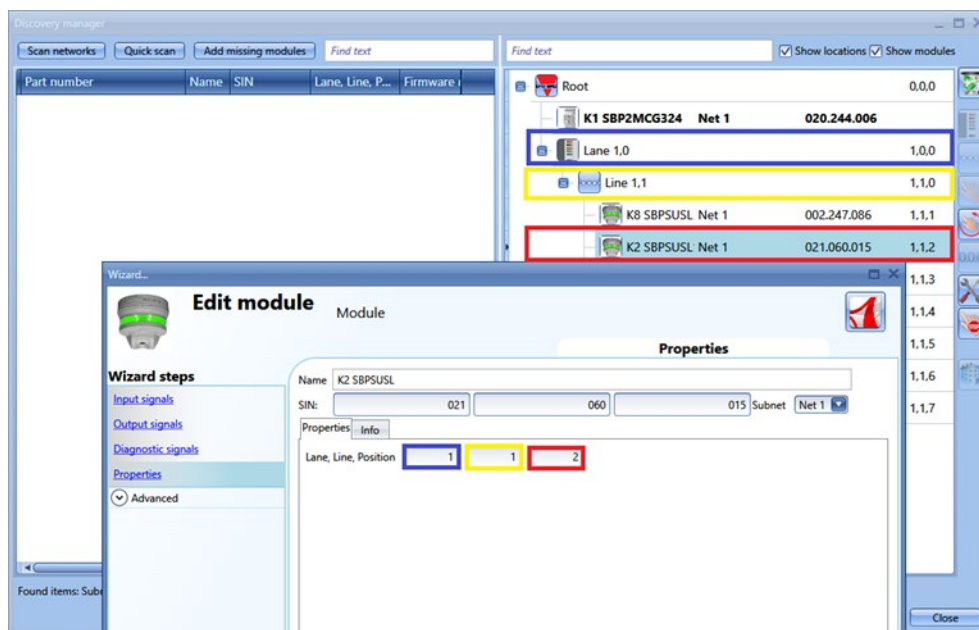 Discovery manager
Scan networks Quick scan Add missing modules Find text
Part number Name SIN Lane, Line, P... Firmware
Find text Show locations Show modules
Root 0,0,0
K1 SBP2MCG324 Net 1 020.244.006
Lane 1,0 1,0,0
Line 1,1 1,1,0
K8 SBPSUSL Net 1 002.247.086 1,1,1
K2 SBPSUSL Net 1 021.060.015 1,1,2
1,1,3
1,1,4
1,1,5
1,1,6
1,1,7
Wizard...
Edit module Module
Properties
Wizard steps
Input signals
Output signals
Diagnostic signals
Properties
Advanced
Name K2 SBPSUSL
SIN: 021 060 015 Subnet Net 1
Properties Info
Lane, Line, Position 1 1 2
Found items:
Close